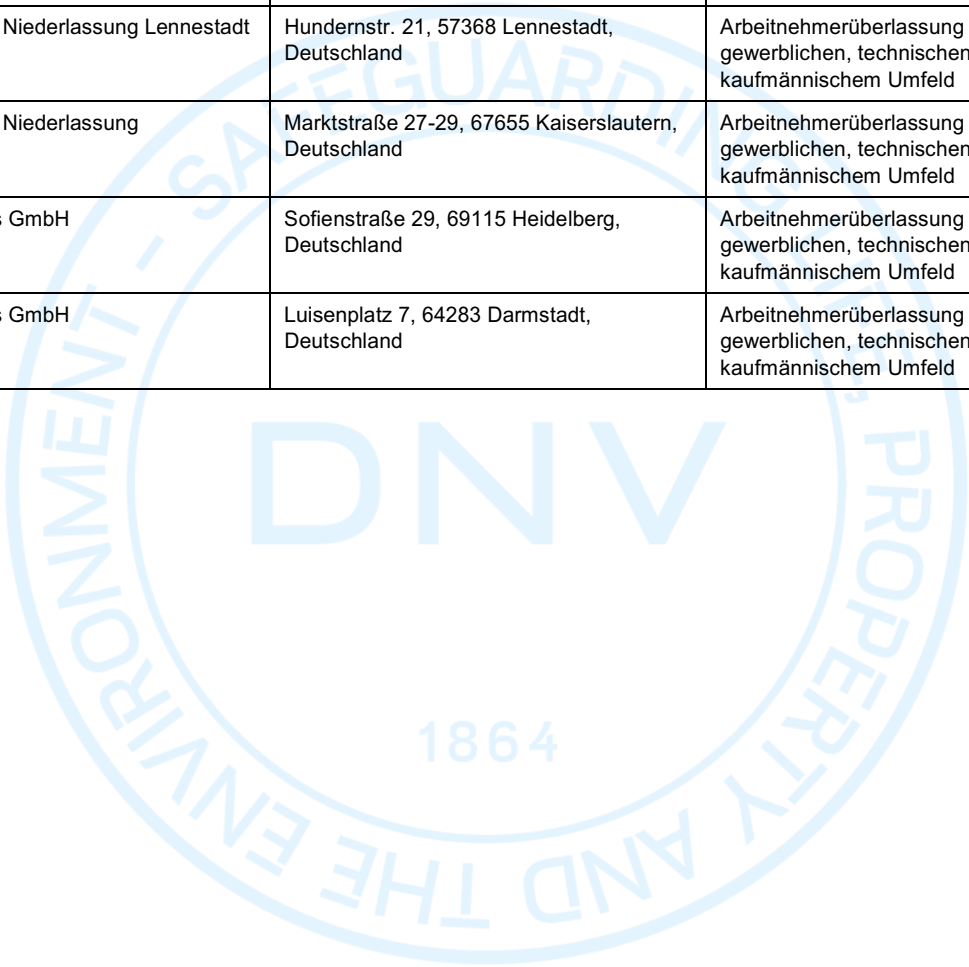 Niederlassung Lennestadt
Hundernstr. 21, 57368 Lennestadt,
Deutschland
Arbeitnehmerüberlassung
gewerblichen, technischen
kaufmännischem Umfeld
Niederlassung
Marktstraße 27-29, 67655 Kaiserslautern,
Deutschland
Arbeitnehmerüberlassung
gewerblichen, technischen
kaufmännischem Umfeld
s GmbH
Sofienstraße 29, 69115 Heidelberg,
Deutschland
Arbeitnehmerüberlassung
gewerblichen, technischen
kaufmännischem Umfeld
s GmbH
Luisenplatz 7, 64283 Darmstadt,
Deutschland
Arbeitnehmerüberlassung
gewerblichen, technischen
kaufmännischem Umfeld
SAFEGUARDING LIFE, PROPERTY AND THE ENVIRONMENT -
DNV
1864